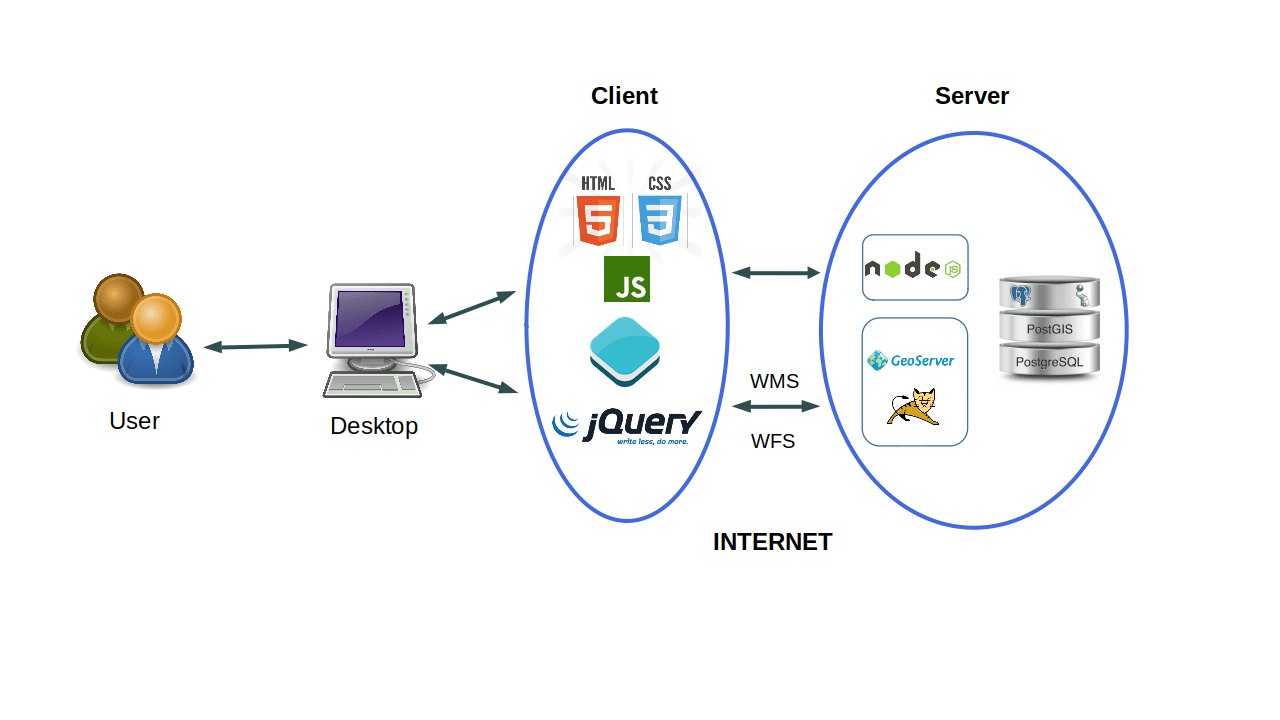 Client
Server
HTML
CSS
5
3
JS
node
JS
PostGIS
GeoServer
PostgreSQL
WMS
jQuery
write less, do more.
WFS
User
Desktop
INTERNET